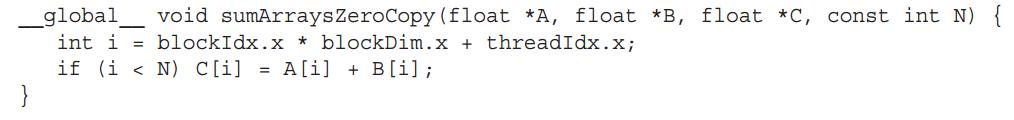 __global__ void sumArraysZeroCopy(float *A, float *B, float *C, const int N) {
int i = blockIdx.x * blockDim.x + threadIdx.x;
if (i < N) C[i] = A[i] + B[i];
}